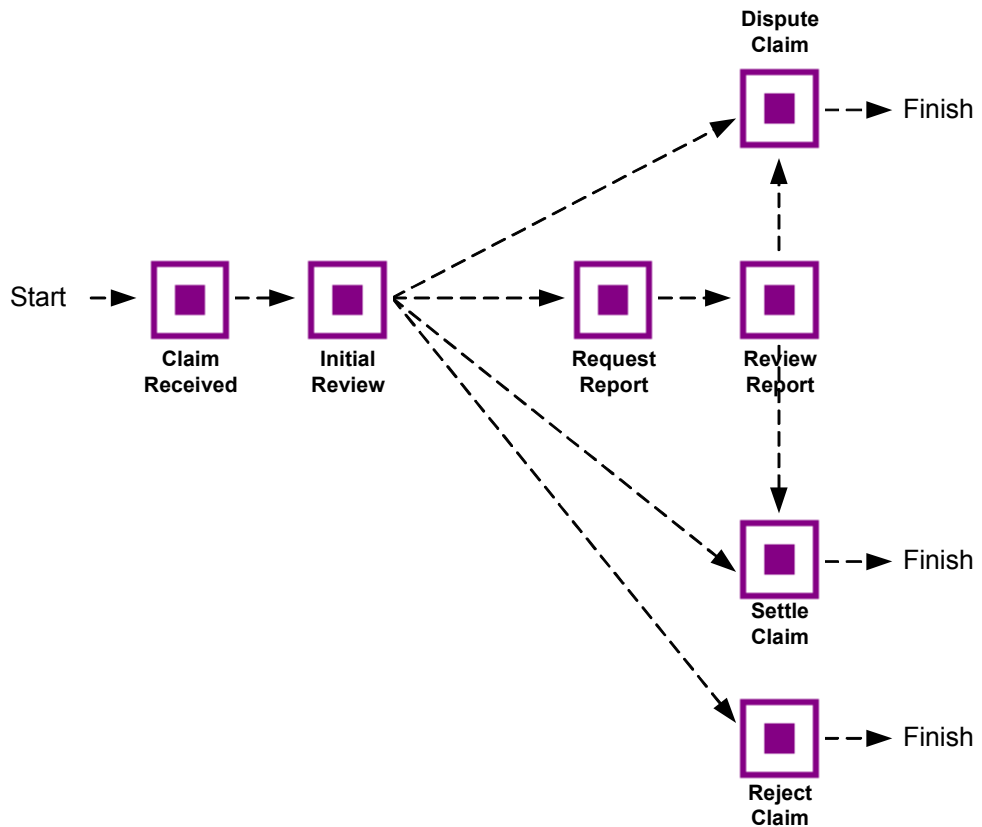 Dispute
Claim
Finish
Start
Claim
Received
Initial
Review
Request
Report
Review
Report
Finish
Settle
Claim
Finish
Reject
Claim